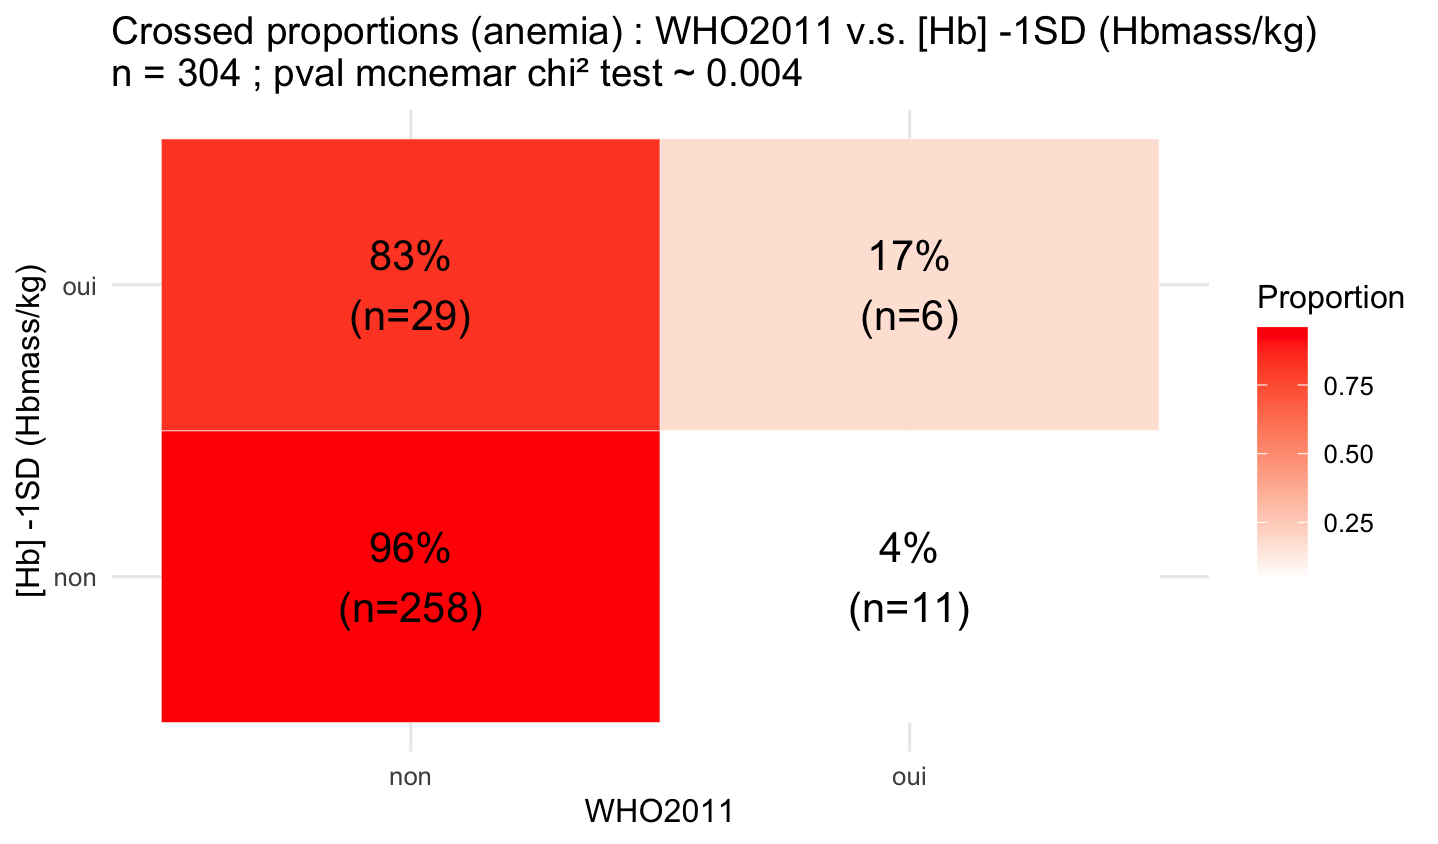 Crossed proportions (anemia) : WHO2011 v.s. [Hb] -1SD (Hbmass/kg)
n = 304 ; pval mcnemar chi² test ~ 0.004
[Hb] -1SD (Hbmass/kg)
oui
83%
(n=29)
17%
(n=6)
non
96%
(n=258)
4%
(n=11)
non
oui
WHO2011
Proportion
0.75
0.50
0.25